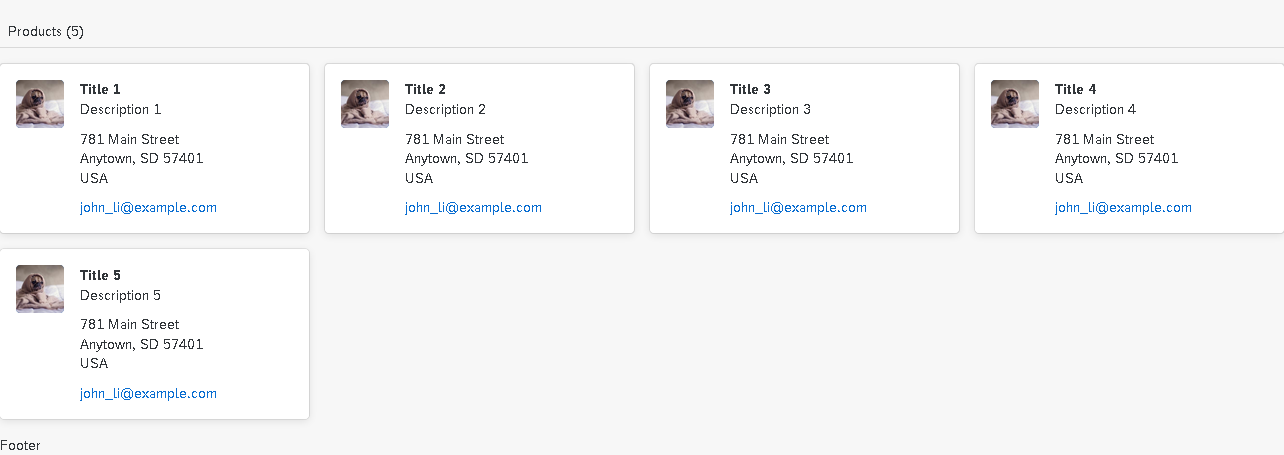 Products (5)
Title 1
Description 1
781 Main Street
Anytown, SD 57401
USA
john_li@example.com
Title 2
Description 2
781 Main Street
Anytown, SD 57401
USA
john_li@example.com
Title 3
Description 3
781 Main Street
Anytown, SD 57401
USA
john_li@example.com
Title 4
Description 4
781 Main Street
Anytown, SD 57401
USA
john_li@example.com
Title 5
Description 5
781 Main Street
Anytown, SD 57401
USA
john_li@example.com
Footer